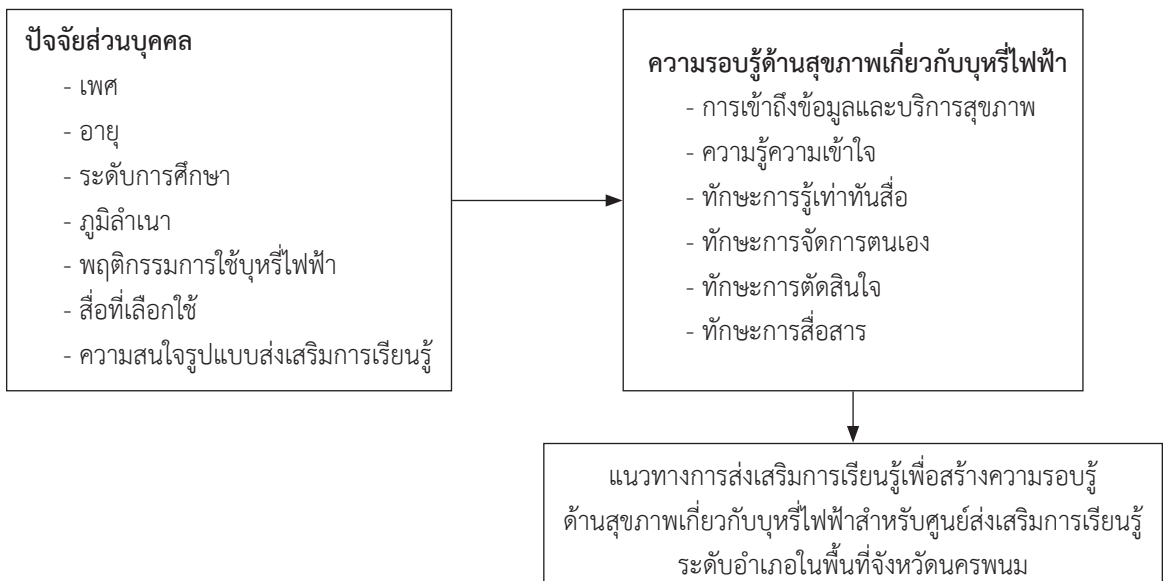 ปัจจัยส่วนบุคคล
- เพศ
- อายุ
- ระดับการศึกษา
- ภูมิลำเนา
- พฤติกรรมการใช้บุหรี่ไฟฟ้า
- สื่อที่เลือกใช้
- ความสนใจรูปแบบส่งเสริมการเรียนรู้
ความรอบรู้ด้านสุขภาพเกี่ยวกับบุหรี่ไฟฟ้า
- การเข้าถึงข้อมูลและบริการสุขภาพ
- ความรู้ความเข้าใจ
- ทักษะการรู้เท่าทันสื่อ
- ทักษะการจัดการตนเอง
- ทักษะการตัดสินใจ
- ทักษะการสื่อสาร
แนวทางการส่งเสริมการเรียนรู้เพื่อสร้างความรอบรู้
ด้านสุขภาพเกี่ยวกับบุหรี่ไฟฟ้าสำหรับศูนย์ส่งเสริมการเรียนรู้
ระดับอำเภอในพื้นที่จังหวัดนครพนม